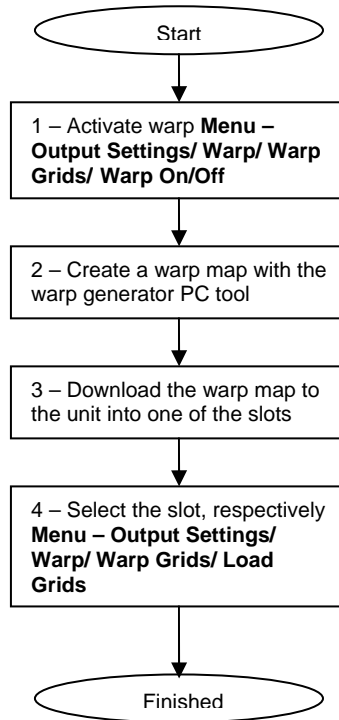 Start
1 – Activate warp Menu –
Output Settings/ Warp/ Warp
Grids/ Warp On/Off
2 – Create a warp map with the
warp generator PC tool
3 – Download the warp map to
the unit into one of the slots
4 – Select the slot, respectively
Menu – Output Settings/
Warp/ Warp Grids/ Load
Grids
Finished